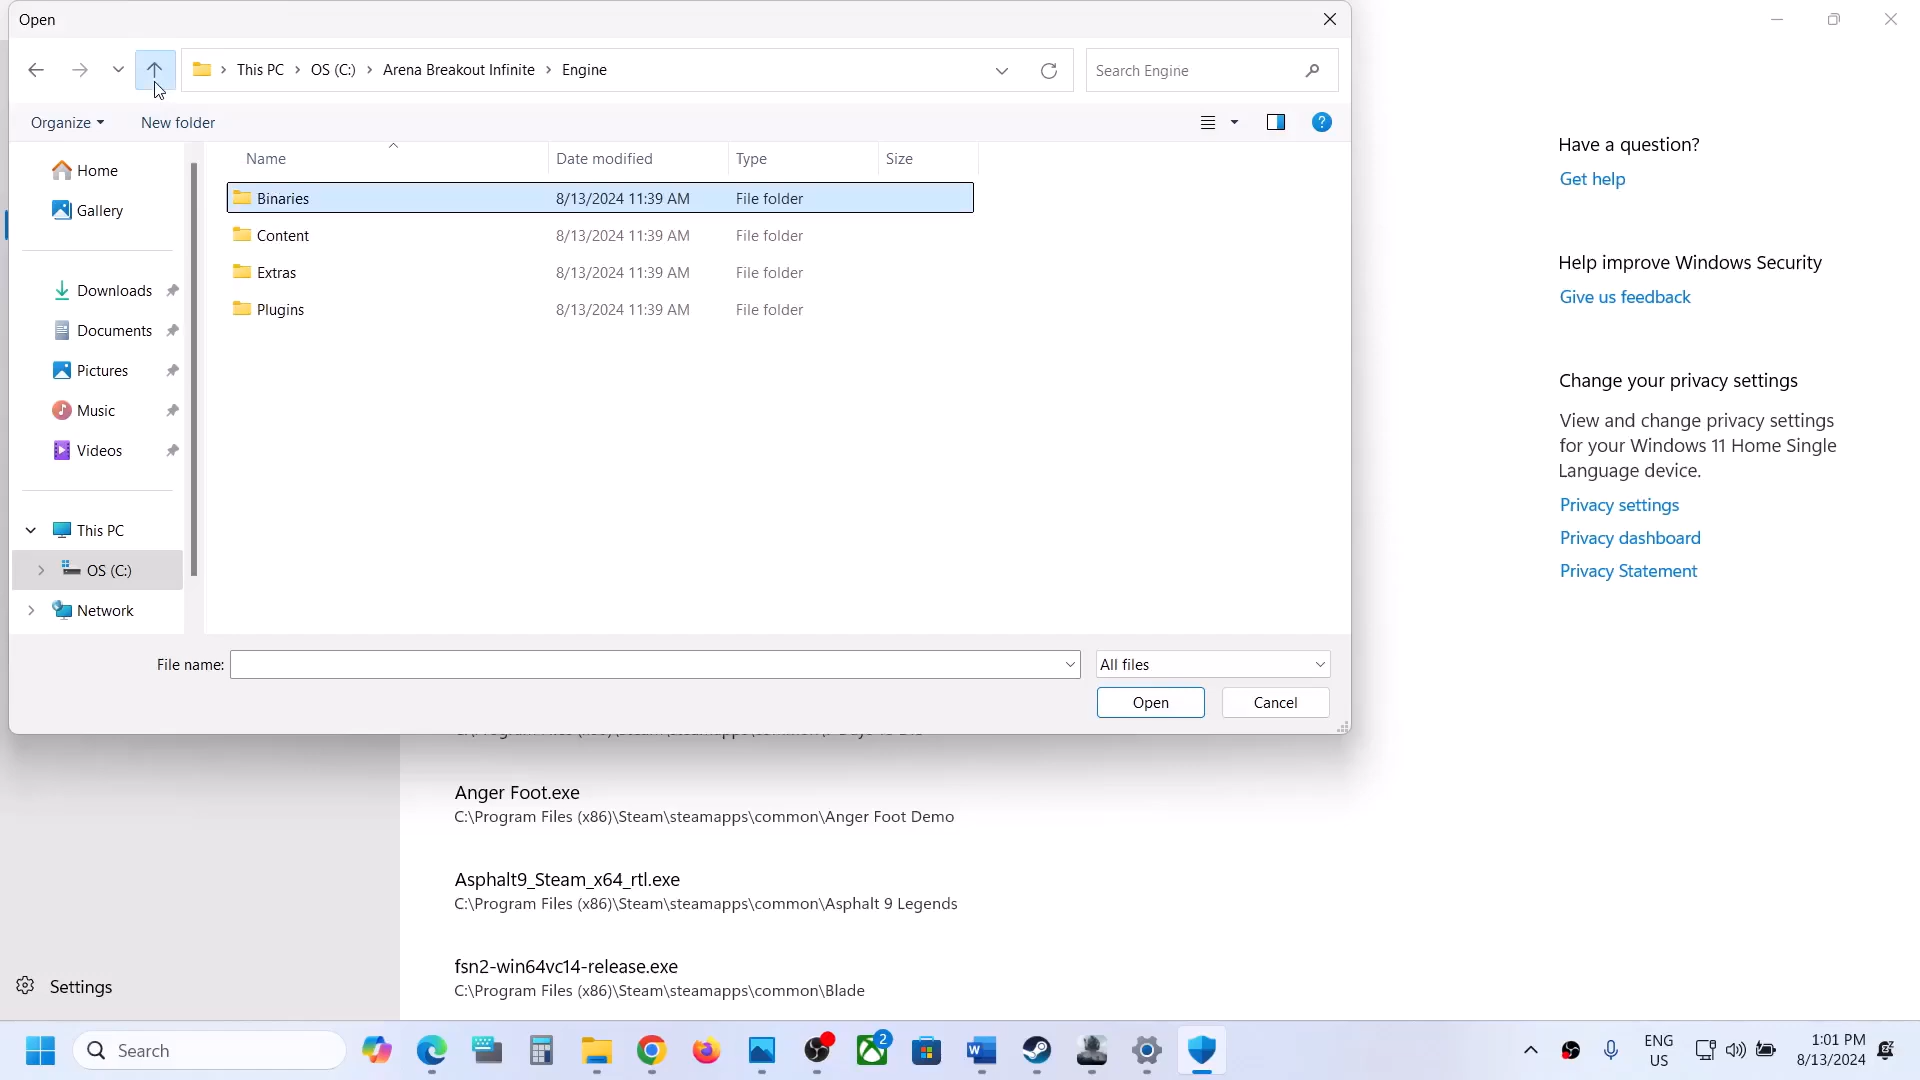 Open
This PC > OS (C:) > Arena Breakout Infinite > Engine
Search Engine
Organize
New folder
Name
Date modified
Type
Size
Home
Gallery
Downloads
Documents
Pictures
Music
Videos
This PC
OS (C:)
Network
Binaries 8/13/2024 11:39 AM File folder
Content 8/13/2024 11:39 AM File folder
Extras 8/13/2024 11:39 AM File folder
Plugins 8/13/2024 11:39 AM File folder
File name:
All files
Open
Cancel
Have a question?
Get help
Help improve Windows Security
Give us feedback
Change your privacy settings
View and change privacy settings
for your Windows 11 Home Single
Language device.
Privacy settings
Privacy dashboard
Privacy Statement
Anger Foot.exe
C:\Program Files (x86)\Steam\steamapps\common\Anger Foot Demo
Asphalt9_Steam_x64_rtl.exe
C:\Program Files (x86)\Steam\steamapps\common\Asphalt 9 Legends
fsn2-win64vc14-release.exe
C:\Program Files (x86)\Steam\steamapps\common\Blade
Settings
Search
2
ENG
US
1:01 PM
8/13/2024